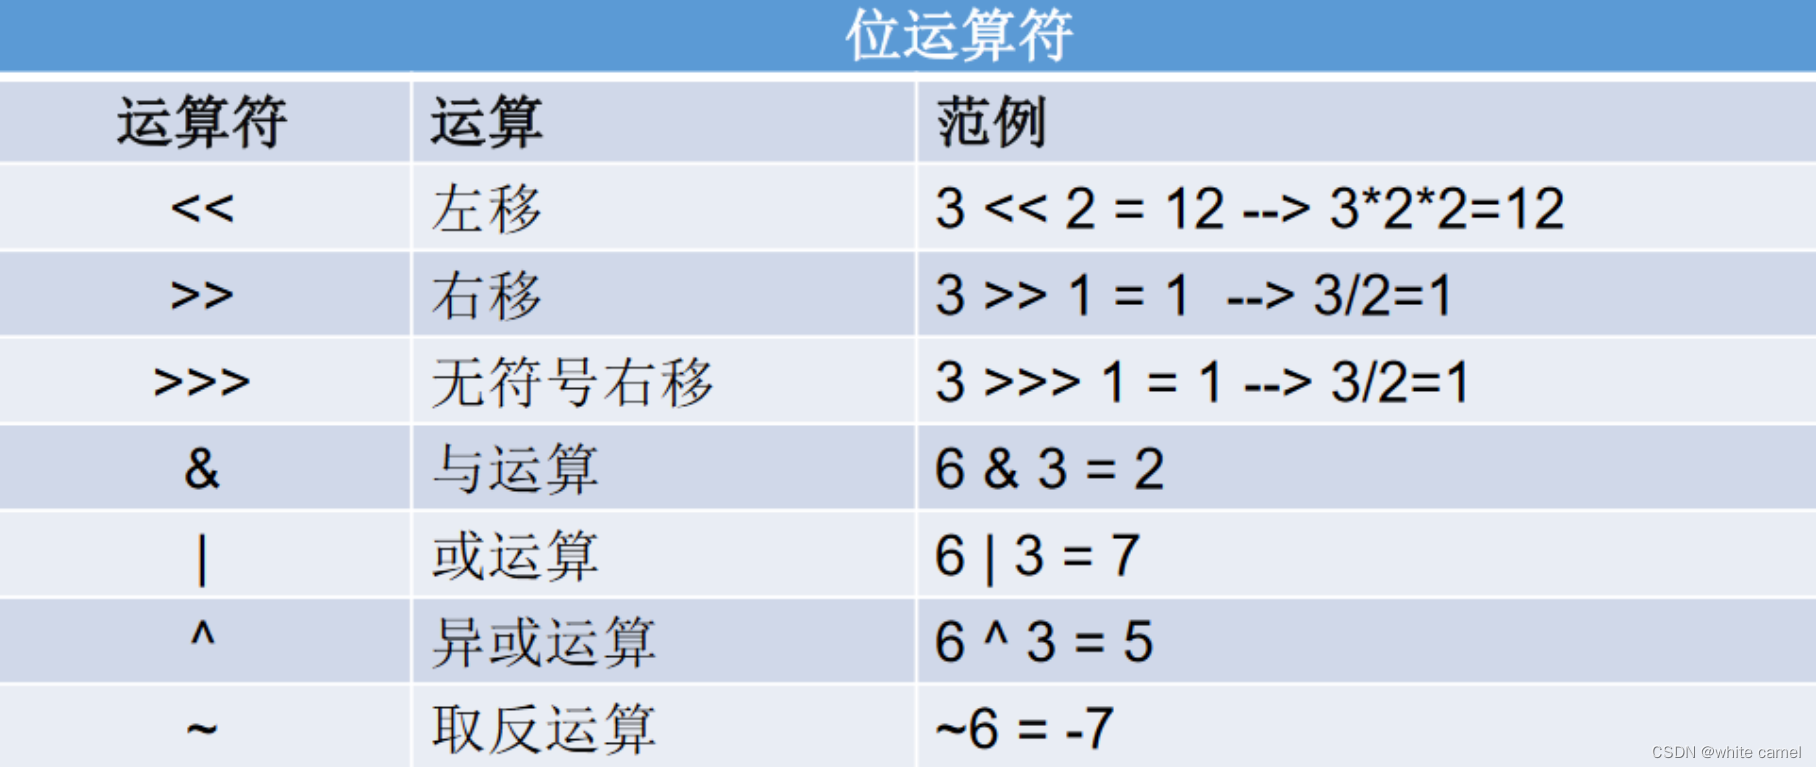 位运算符
运算符 运算 范例
<< 左移 3 << 2 = 12 --> 3*2*2=12
>> 右移 3 >> 1 = 1 --> 3/2=1
>>> 无符号右移 3 >>> 1 = 1 --> 3/2=1
& 与运算 6 & 3 = 2
| 或运算 6 | 3 = 7
^ 异或运算 6 ^ 3 = 5
~ 取反运算 ~6 = -7
CSDN @white camel